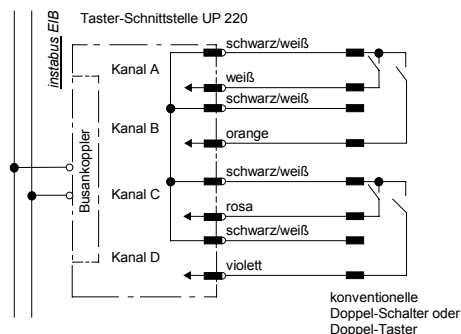 Taster-Schnittstelle UP 220
instabus EIB
schwarz/weiß
Kanal A
weiß
schwarz/weiß
Kanal B
orange
Busankoppler
schwarz/weiß
Kanal C
rosa
schwarz/weiß
Kanal D
violett
konventionelle
Doppel-Schalter oder
Doppel-Taster